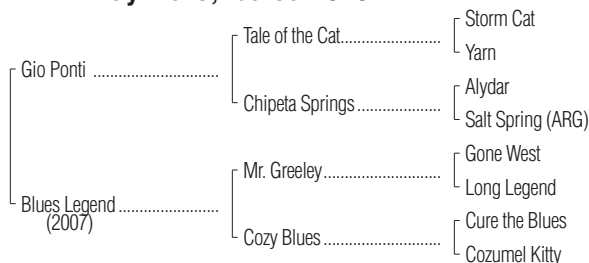 Storm Cat
Tale of the Cat
Yarn
Gio Ponti
Alydar
Chipeta Springs
Salt Spring (ARG)
Gone West
Mr. Greeley
Long Legend
Blues Legend
(2007)
Cure the Blues
Cozy Blues
Cozumel Kitty